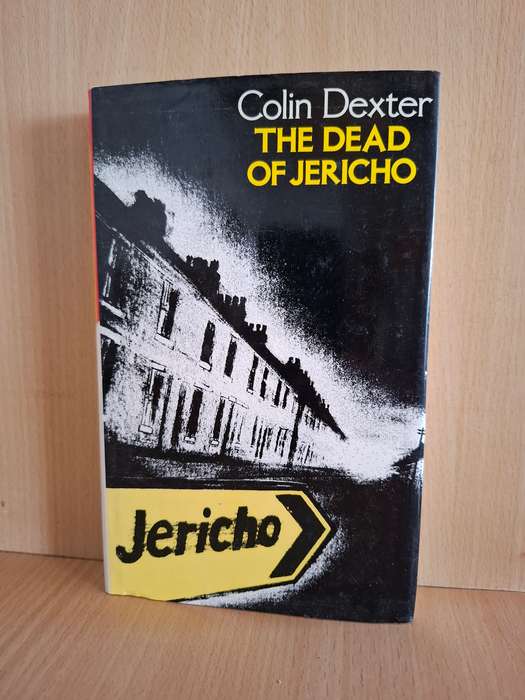 Colin Dexter
THE DEAD
OF JERICHO
Jericho